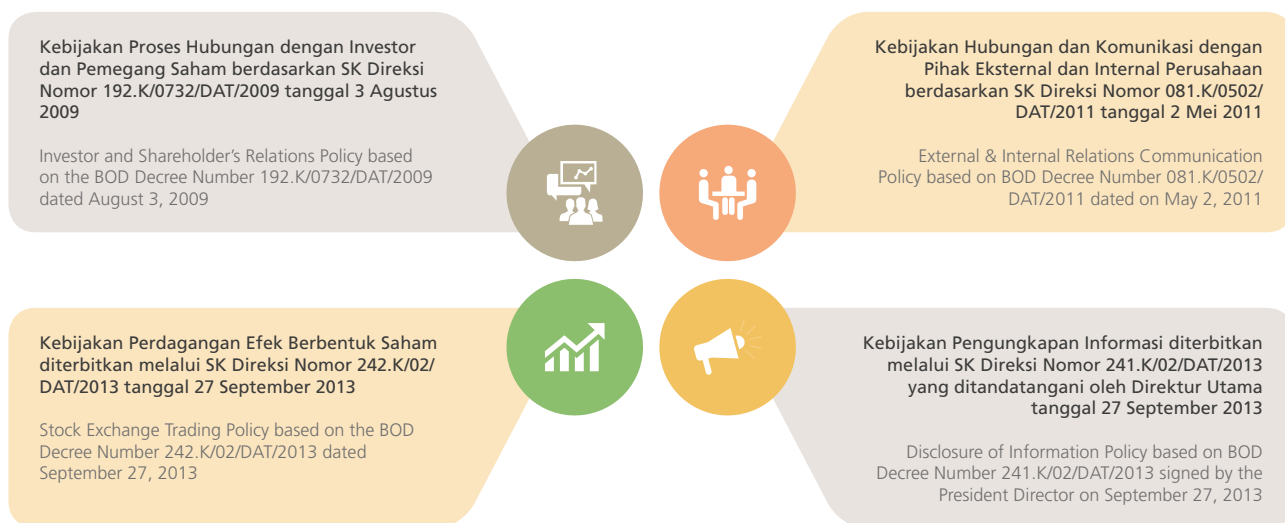 Kebijakan Proses Hubungan dengan Investor
dan Pemegang Saham berdasarkan SK Direksi
Nomor 192.K/0732/DAT/2009 tanggal 3 Agustus
2009
Investor and Shareholder’s Relations Policy based
on the BOD Decree Number 192.K/0732/DAT/2009
dated August 3, 2009
Kebijakan Hubungan dan Komunikasi dengan
Pihak Eksternal dan Internal Perusahaan
berdasarkan SK Direksi Nomor 081.K/0502/
DAT/2011 tanggal 2 Mei 2011
External & Internal Relations Communication
Policy based on BOD Decree Number 081.K/0502/
DAT/2011 dated on May 2, 2011
Kebijakan Perdagangan Efek Berbentuk Saham
diterbitkan melalui SK Direksi Nomor 242.K/02/
DAT/2013 tanggal 27 September 2013
Stock Exchange Trading Policy based on the BOD
Decree Number 242.K/02/DAT/2013 dated
September 27, 2013
Kebijakan Pengungkapan Informasi diterbitkan
melalui SK Direksi Nomor 241.K/02/DAT/2013
yang ditandatangani oleh Direktur Utama
tanggal 27 September 2013
Disclosure of Information Policy based on BOD
Decree Number 241.K/02/DAT/2013 signed by the
President Director on September 27, 2013